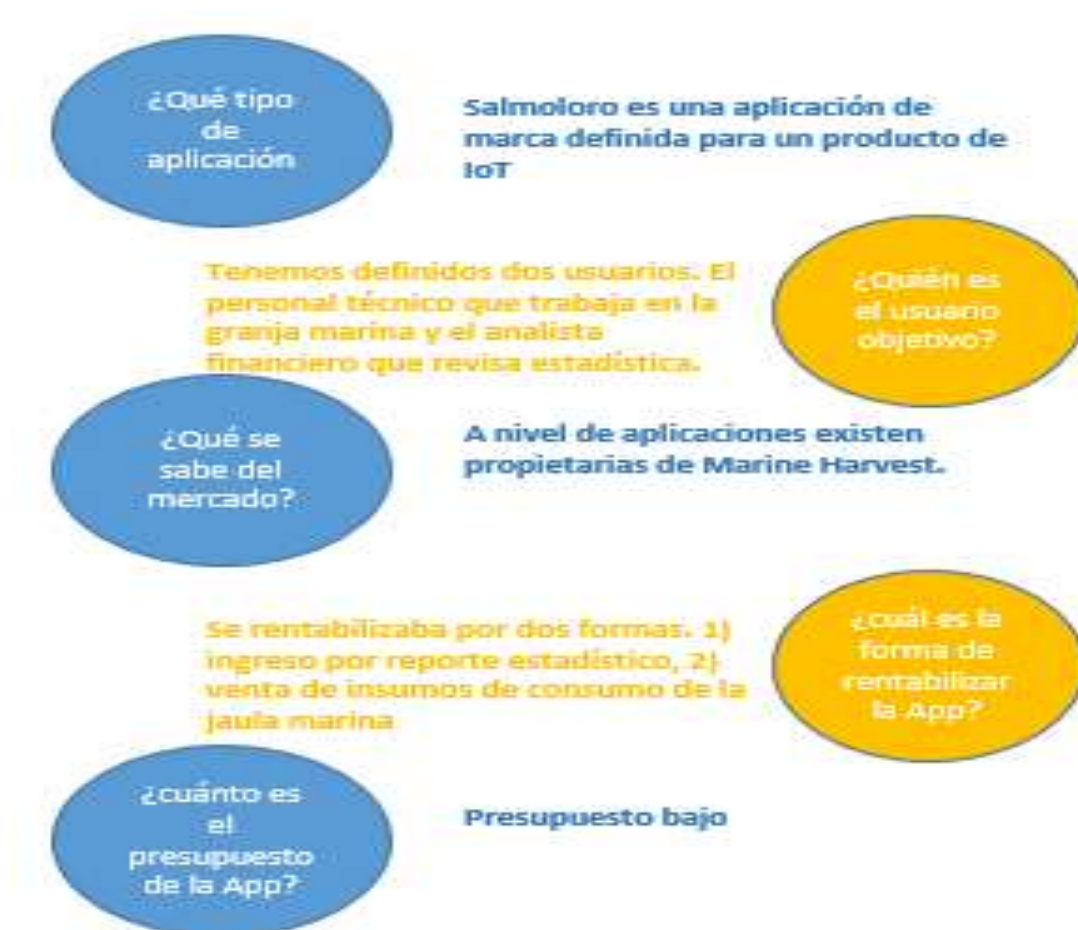 ¿Qué tipo
de
aplicación
Salmoloro es una aplicación de
marca definida para un producto de
IoT
Tenemos definidos dos usuarios. El
personal técnico que trabaja en la
granja marina y el analista
financiero que revisa estadística.
¿Quién es
el usuario
objetivo?
¿Qué se
sabe del
mercado?
A nivel de aplicaciones existen
propietarias de Marine Harvest.
Se rentabilizaba por dos formas. 1)
ingreso por reporte estadístico, 2)
venta de insumos de consumo de la
jaula marina
¿cuál es la
forma de
rentabilizar
la App?
¿cuánto es
el
presupuesto
de la App?
Presupuesto bajo